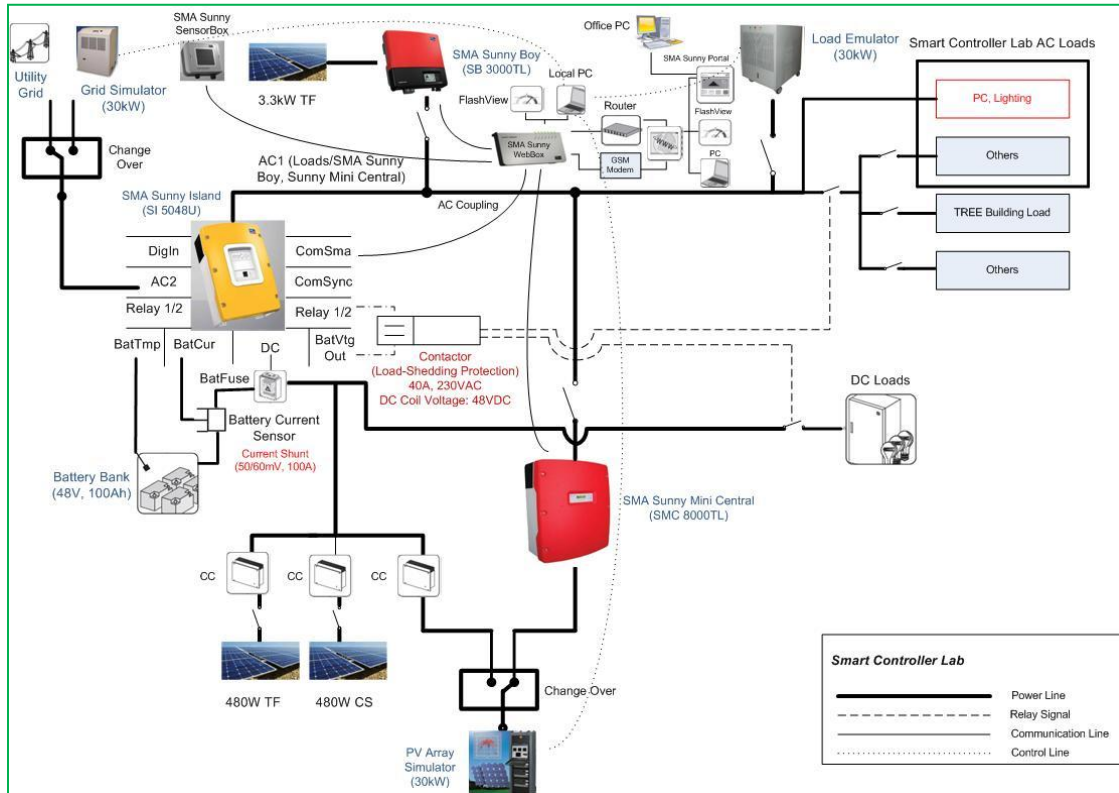 Utility
Grid
Grid Simulator
(30kW)
SMA Sunny
SensorBox
3.3kW TF
SMA Sunny Boy
(SB 3000TL)
FlashView
Local PC
Office PC
SMA Sunny Portal
Router
FlashView
WWW
GSM
Modem
PC
SMA Sunny
WebBox
Load Emulator
(30kW)
Smart Controller Lab AC Loads
PC, Lighting
Others
TREE Building Load
Others
Change
Over
AC1 (Loads/SMA Sunny
Boy, Sunny Mini Central)
AC Coupling
SMA Sunny Island
(SI 5048U)
DigIn
AC2
Relay 1/2
BatTmp
BatCur
DC
ComSma
ComSync
Relay 1/2
BatVtg
Out
Contactor
(Load-Shedding Protection)
40A, 230VAC
DC Coil Voltage: 48VDC
BatFuse
Battery Current
Sensor
Current Shunt
(50/60mV, 100A)
Battery Bank
(48V, 100Ah)
DC Loads
SMA Sunny Mini Central
(SMC 8000TL)
CC
CC
CC
480W TF
480W CS
Change Over
PV Array
Simulator
(30kW)
Smart Controller Lab
Power Line
Relay Signal
Communication Line
Control Line